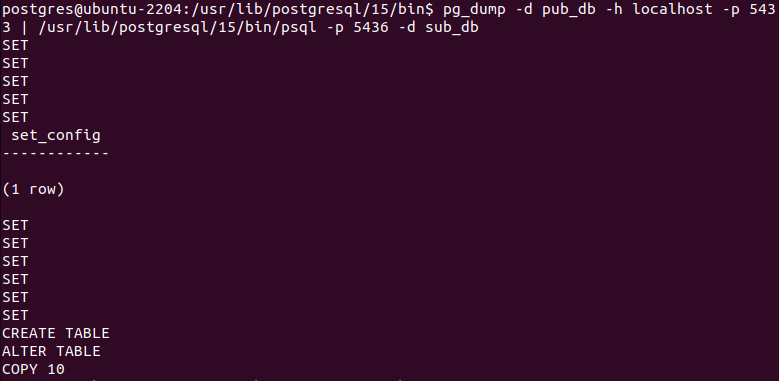 postgres@ubuntu-2204:/usr/lib/postgresql/15/bin$ pg_dump -d pub_db -h localhost -p 543
3 | /usr/lib/postgresql/15/bin/psql -p 5436 -d sub_db
SET
SET
SET
SET
SET
 set_config
------------

(1 row)

SET
SET
SET
SET
SET
SET
CREATE TABLE
ALTER TABLE
COPY 10